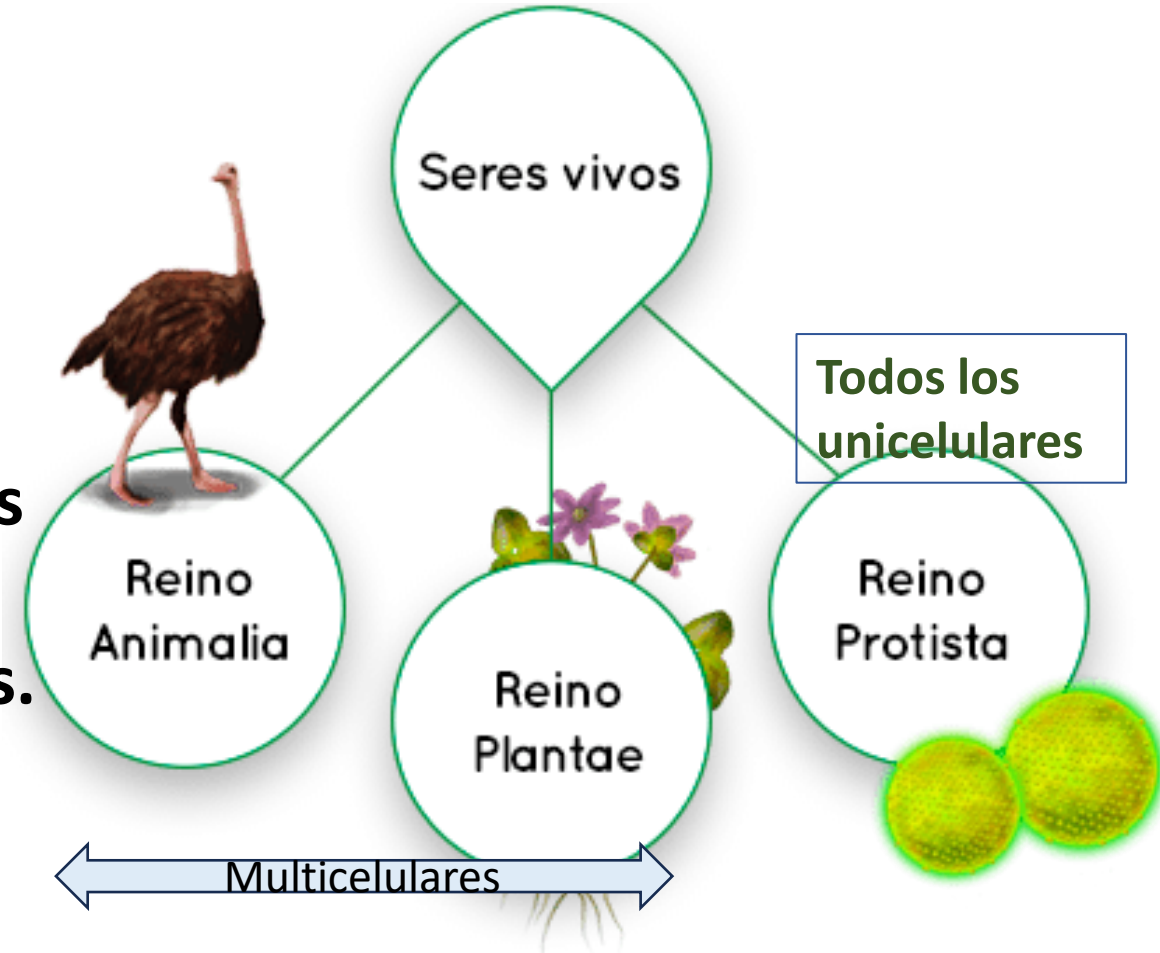 Seres vivos
Todos los
unicelulares
Reino
Animalia
Reino
Plantae
Reino
Protista
Multicelulares